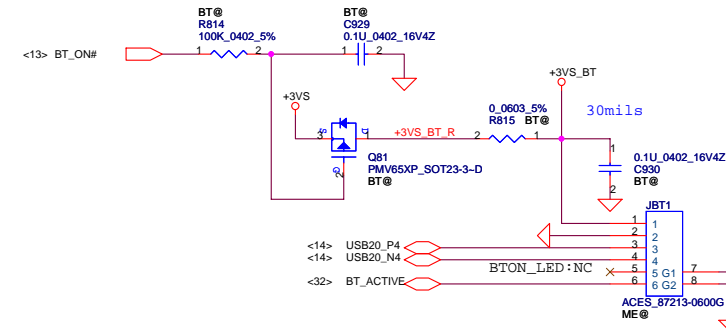 BT@
R814
100K_0402_5%
1 2
BT@
C929
0.1U_0402_16V4Z
1 2
<13> BT_ON#
+3VS
S
3
D
1
G
2
+3VS_BT_R
Q81
PMV65XP_SOT23-3~D
BT@
0_0603_5%
R815 BT@
2 1
+3VS_BT
30mils
1
2
0.1U_0402_16V4Z
C930
BT@
JBT1
1 1
2 2
<14> USB20_P4 3 3
<14> USB20_N4 4 4
BTON_LED:NC 5 5 G1 7
<32> BT_ACTIVE 6 6 G2 8
ACES_87213-0600G
ME@